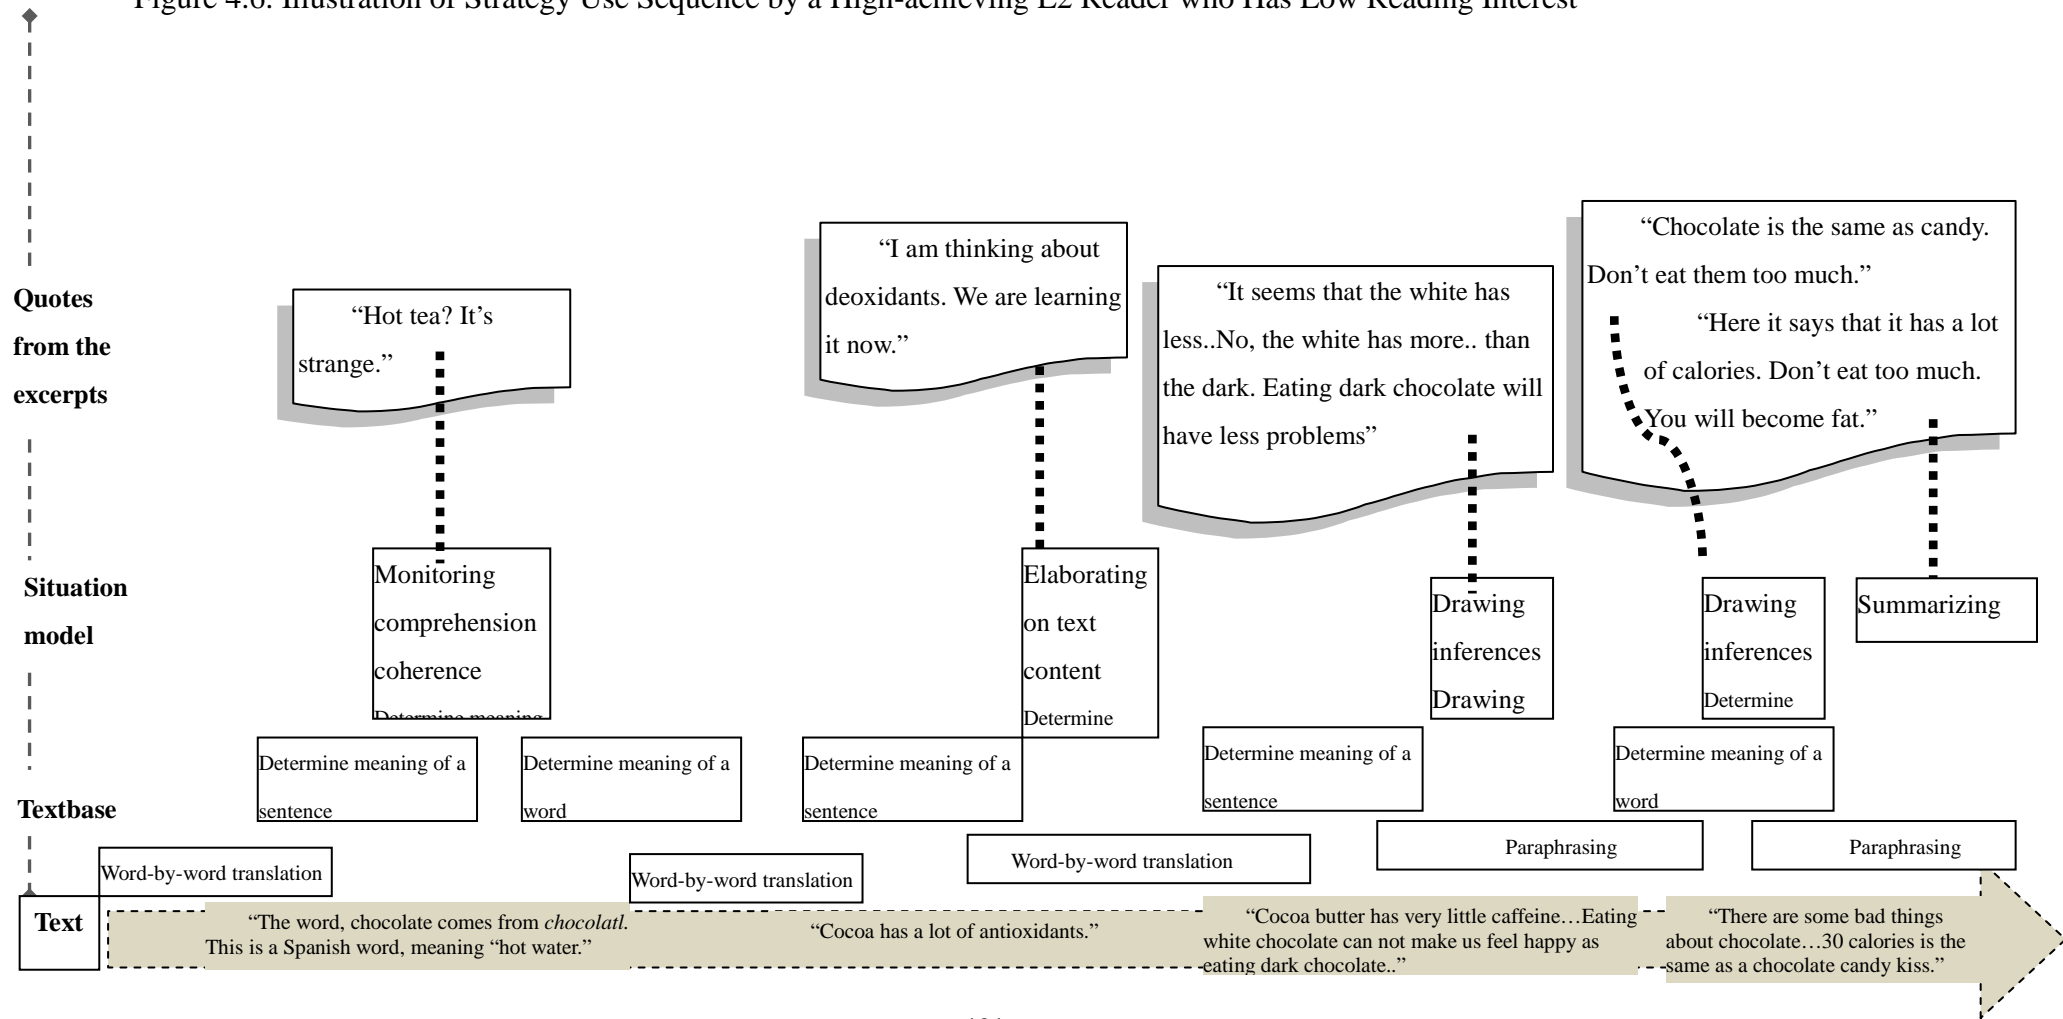 Figure 4.6. Illustration of Strategy Use Sequence by a High-achieving L2 Reader who Has Low Reading Interest
“Chocolate is the same as candy.
Don’t eat them too much.”
“Here it says that it has a lot
of calories. Don’t eat too much.
You will become fat.”
“I am thinking about
deoxidants. We are learning
it now.”
“It seems that the white has
less..No, the white has more.. than
the dark. Eating dark chocolate will
have less problems”
Quotes
from the
excerpts
“Hot tea? It’s
strange.”
Situation
model
Monitoring
comprehension
coherence
Determine meaning
Elaborating
on text
content
Determine
Drawing
inferences
Drawing
Drawing
inferences
Determine
Summarizing
Textbase
Determine meaning of a
sentence
Determine meaning of a
word
Determine meaning of a
sentence
Determine meaning of a
sentence
Determine meaning of a
word
Word-by-word translation
Word-by-word translation
Word-by-word translation
Paraphrasing
Paraphrasing
Text
“The word, chocolate comes from chocolatl.
This is a Spanish word, meaning “hot water.”
“Cocoa has a lot of antioxidants.”
“Cocoa butter has very little caffeine…Eating
white chocolate can not make us feel happy as
eating dark chocolate..”
“There are some bad things
about chocolate…30 calories is the
same as a chocolate candy kiss.”